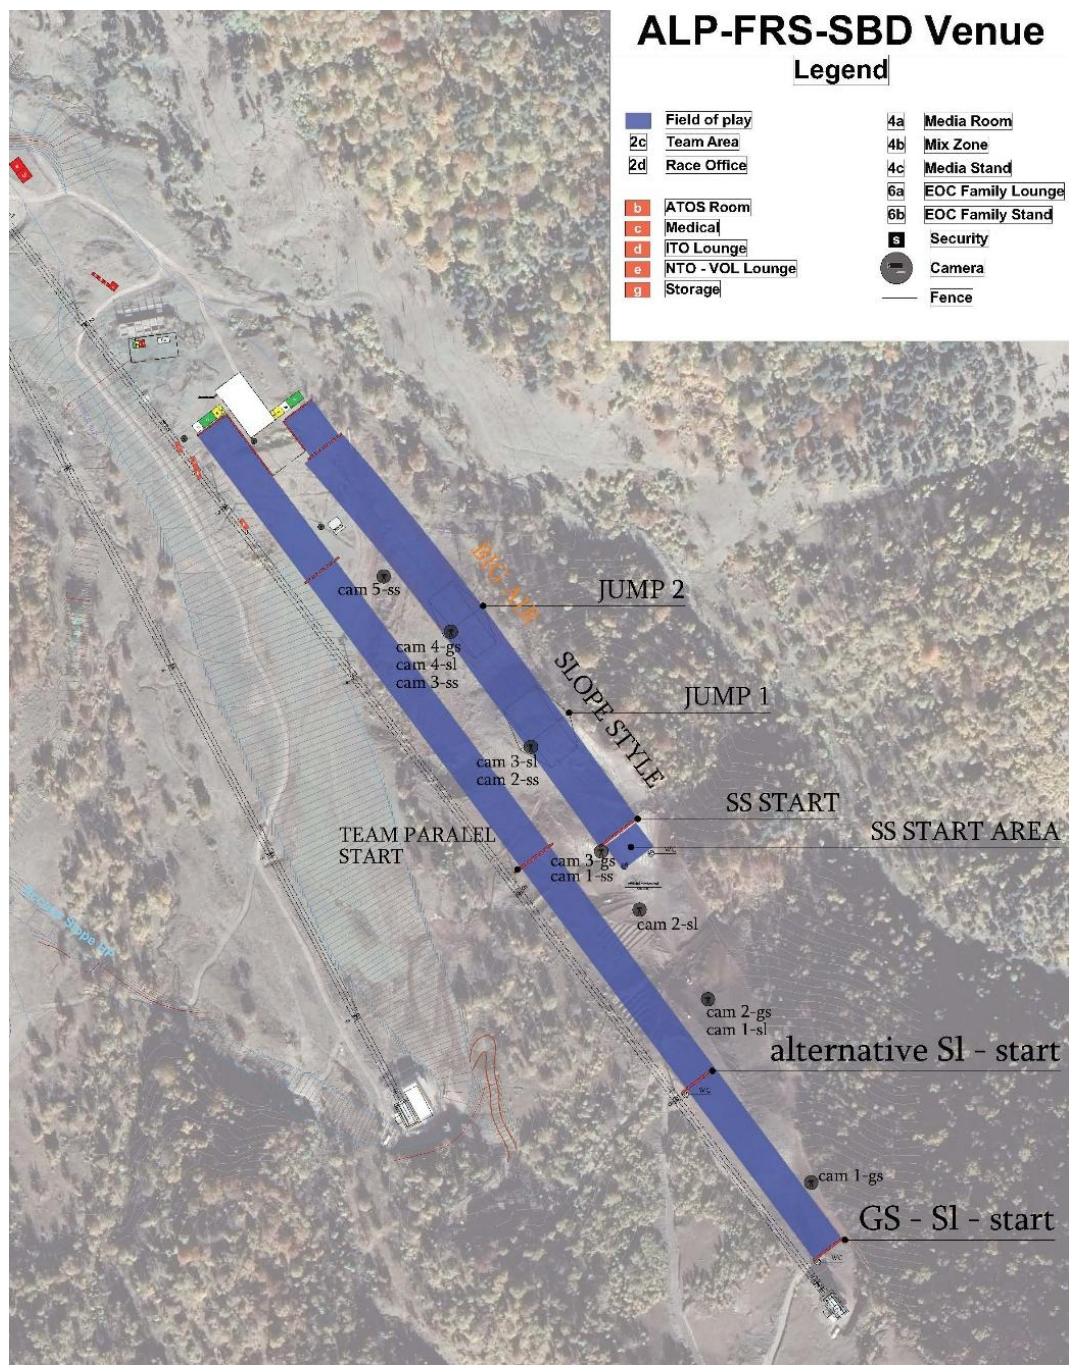 ALP-FRS-SBD Venue
Legend
Field of play
2c Team Area
2d Race Office
b ATOS Room
c Medical
d ITO Lounge
e NTO - VOL Lounge
g Storage
4a Media Room
4b Mix Zone
4c Media Stand
6a EOC Family Lounge
6b EOC Family Stand
s Security
Camera
Fence
BIG AIR
JUMP 2
cam 5-ss
cam 4-gs
cam 4-sl
cam 3-ss
SLOPE STYLE
JUMP 1
cam 3-sl
cam 2-ss
SS START
TEAM PARALEL
START
SS START AREA
cam 3-gs
cam 1-ss
cam 2-sl
cam 2-gs
cam 1-sl
alternative Sl - start
WC
cam 1-gs
GS - Sl - start
WC